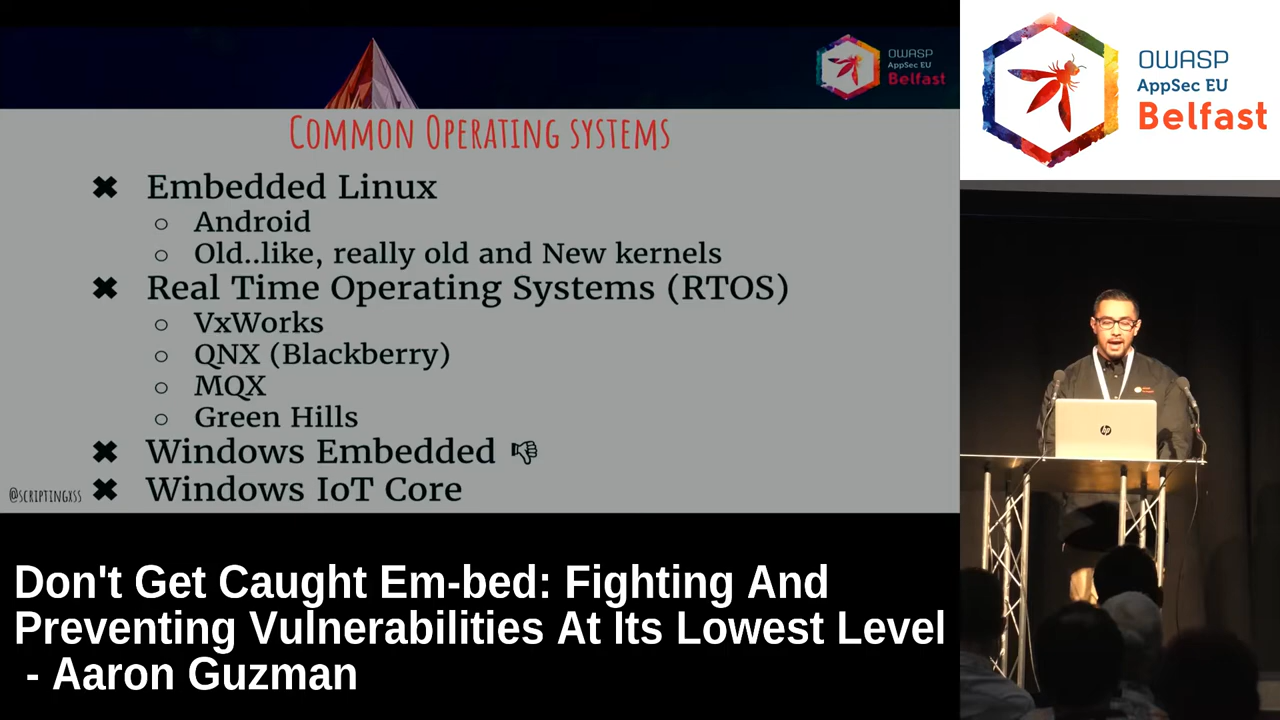 OWASP
AppSec EU
Belfast
Common Operating systems
✖ Embedded Linux
○ Android
○ Old..like, really old and New kernels
✖ Real Time Operating Systems (RTOS)
○ VxWorks
○ QNX (Blackberry)
○ MQX
○ Green Hills
✖ Windows Embedded
✖ Windows IoT Core
@scriptingxss
OWASP
AppSec EU
Belfast
hp
Don't Get Caught Em-bed: Fighting And
Preventing Vulnerabilities At Its Lowest Level
- Aaron Guzman